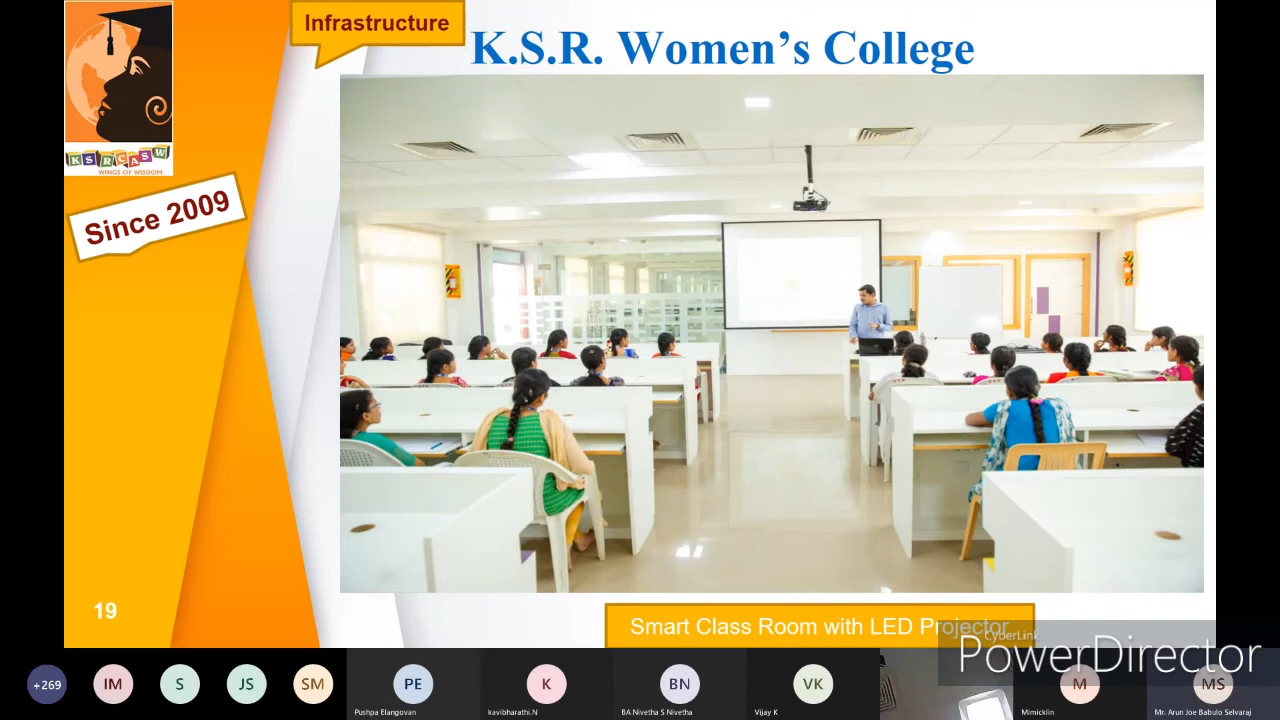 Infrastructure
K.S.R. Women's College
KSRCASW
WINGS OF WISDOM
Since 2009
19
Smart Class Room with LED Projector
CyberLink
PowerDirector
+269
IM
S
JS
SM
PE
K
BN
VK
M
MS
Pushpa Elangovan
kavibharathi.N
BA Nivetha S Nivetha
Vijay K
Mimicklin
Mr. Arun Joe Babulo Selvaraj